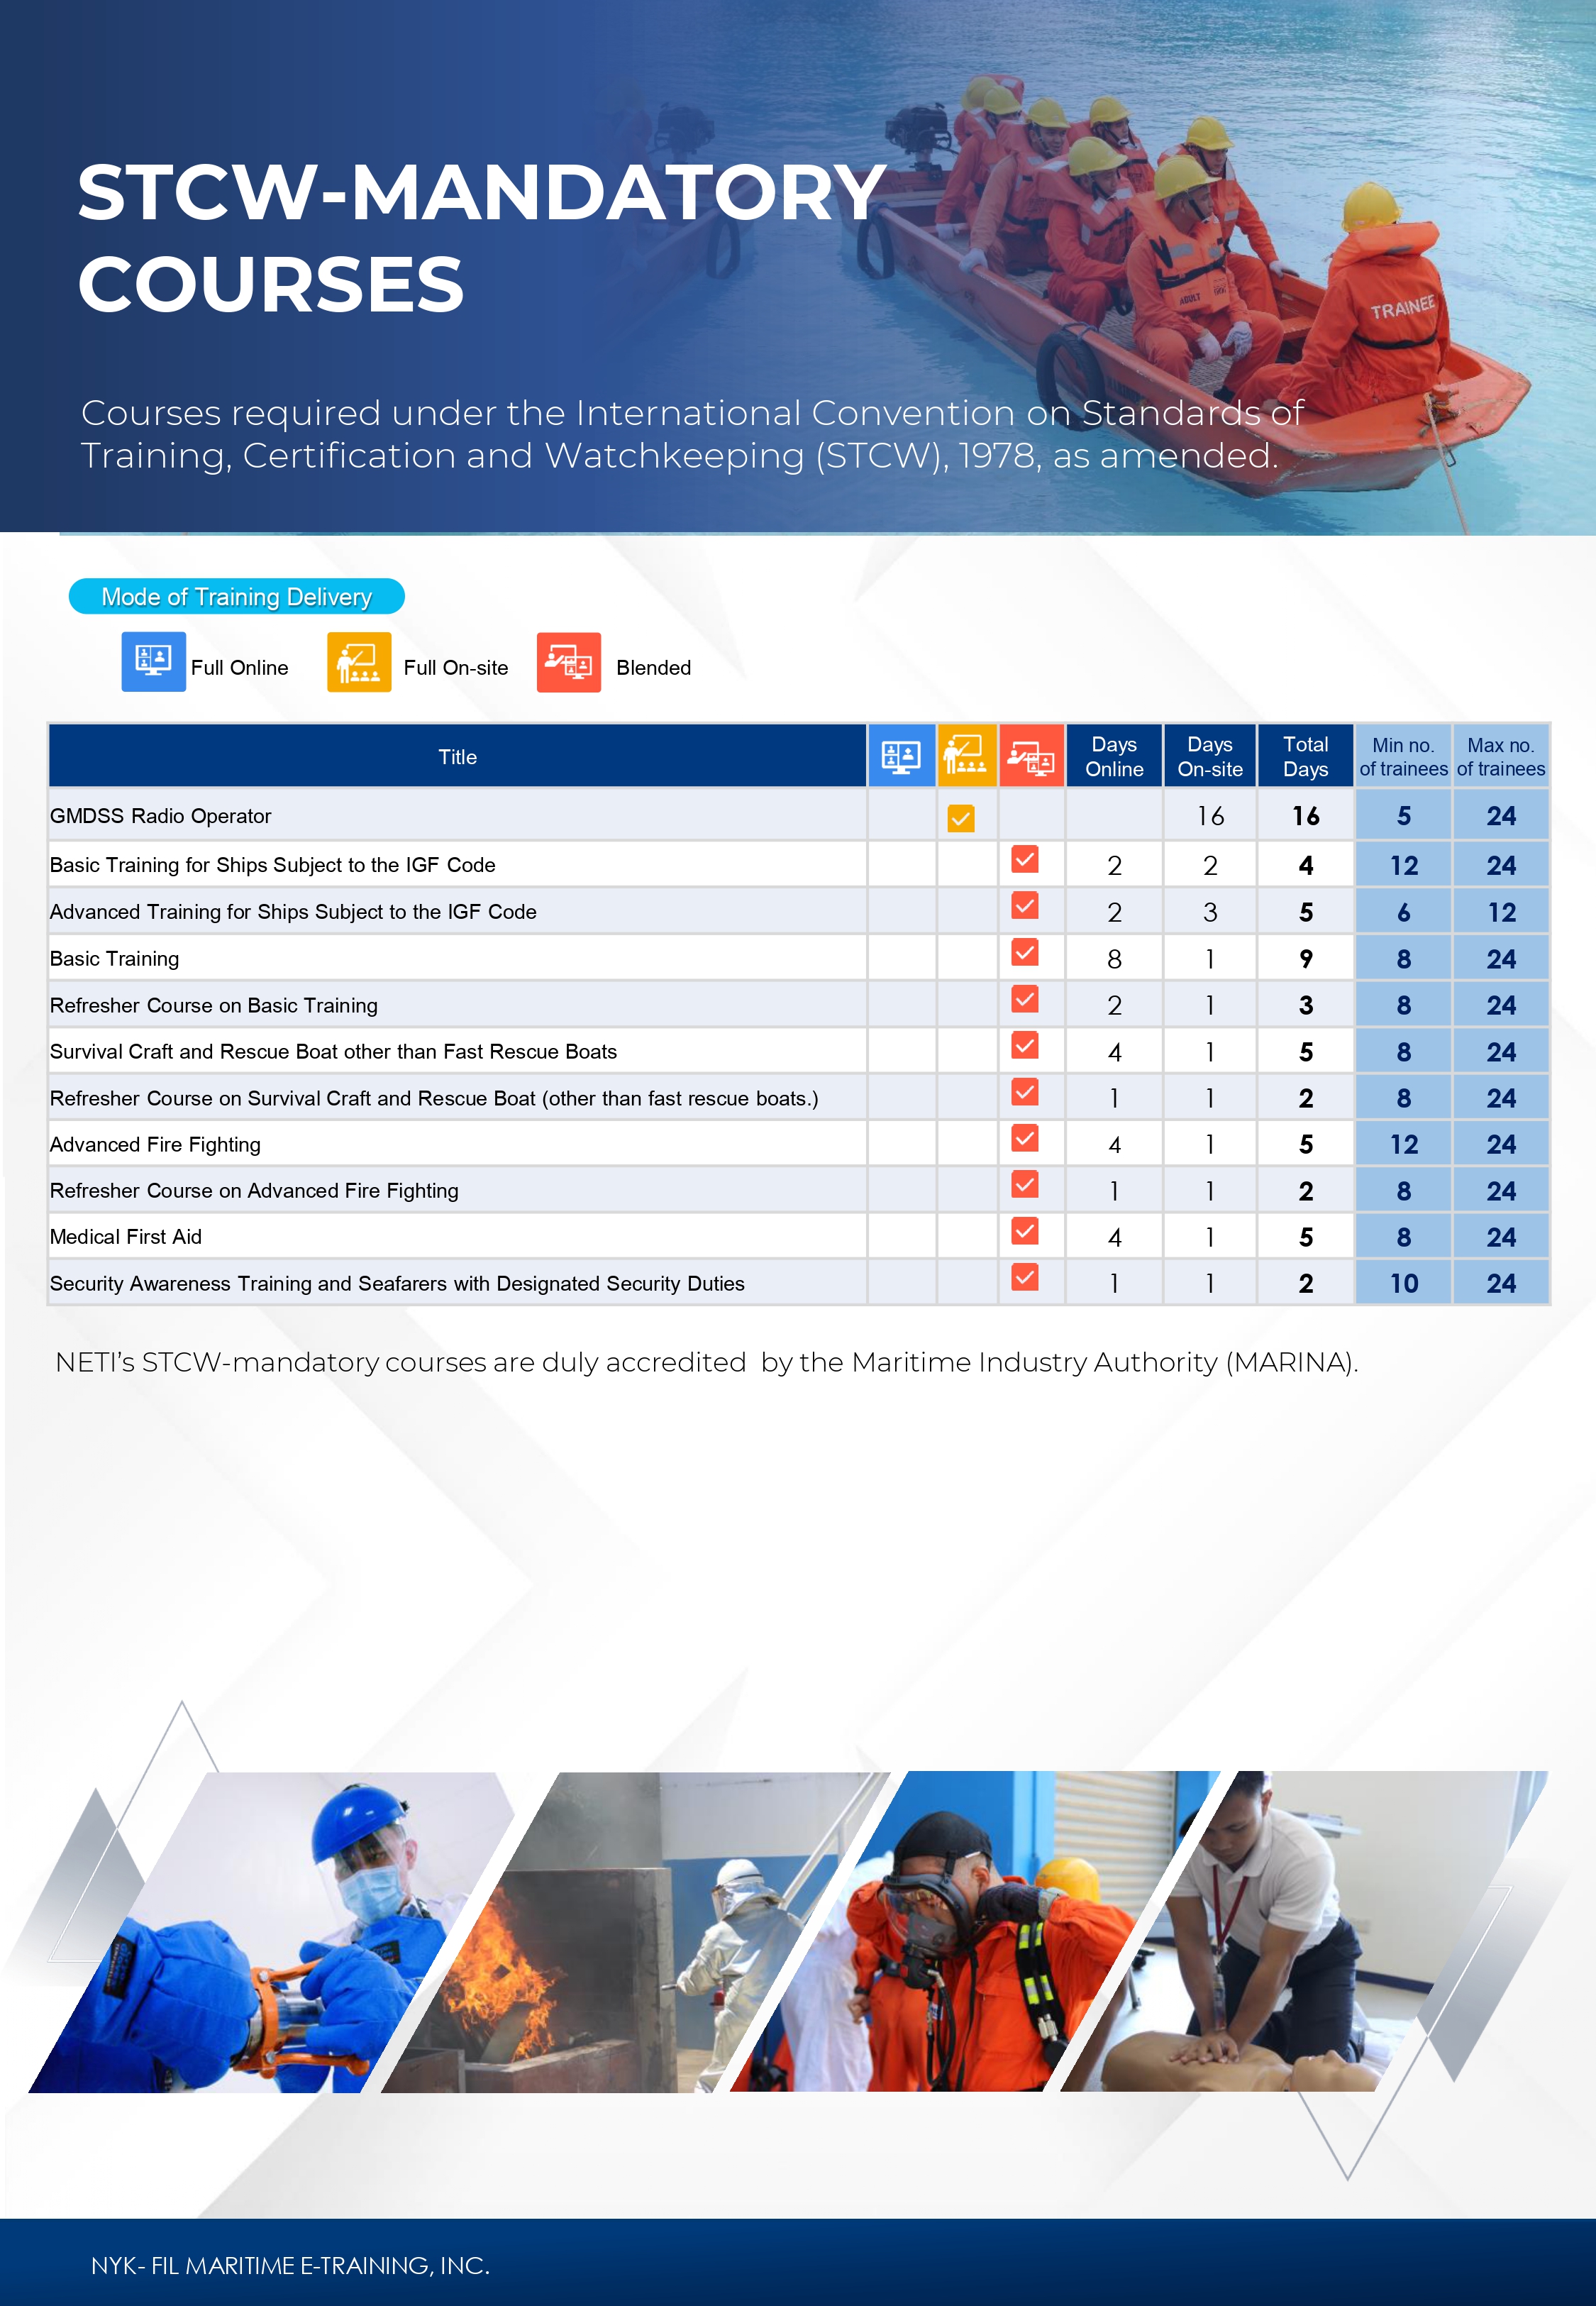 STCW-MANDATORY
COURSES
ADULT
TRAINEE
Courses required under the International Convention on Standards of
Training, Certification and Watchkeeping (STCW), 1978, as amended.
Mode of Training Delivery
Full Online Full On-site Blended
Title Days Online Days On-site Total Days Min no. of trainees Max no. of trainees
GMDSS Radio Operator 16 16 5 24
Basic Training for Ships Subject to the IGF Code 2 2 4 12 24
Advanced Training for Ships Subject to the IGF Code 2 3 5 6 12
Basic Training 8 1 9 8 24
Refresher Course on Basic Training 2 1 3 8 24
Survival Craft and Rescue Boat other than Fast Rescue Boats 4 1 5 8 24
Refresher Course on Survival Craft and Rescue Boat (other than fast rescue boats.) 1 1 2 8 24
Advanced Fire Fighting 4 1 5 12 24
Refresher Course on Advanced Fire Fighting 1 1 2 8 24
Medical First Aid 4 1 5 8 24
Security Awareness Training and Seafarers with Designated Security Duties 1 1 2 10 24
NETI’s STCW-mandatory courses are duly accredited by the Maritime Industry Authority (MARINA).
NYK- FIL MARITIME E-TRAINING, INC.